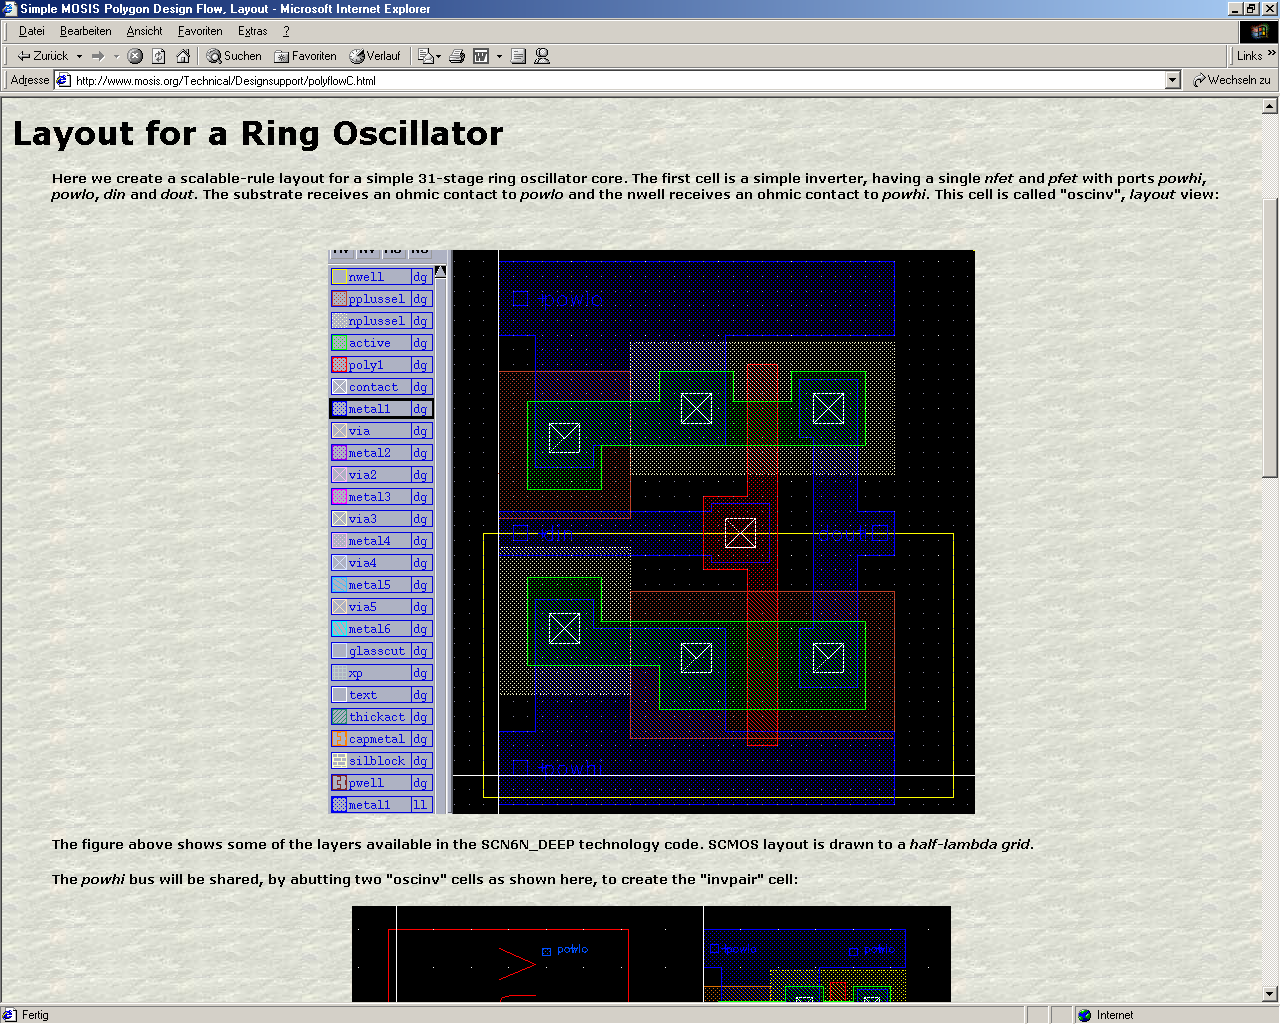 Simple MOSIS Polygon Design Flow, Layout - Microsoft Internet Explorer
Datei Bearbeiten Ansicht Favoriten Extras ?
Zurück Suchen Favoriten Verlauf Links »
Adresse http://www.mosis.org/Technical/Designsupport/polyflowC.html Wechseln zu
Layout for a Ring Oscillator
Here we create a scalable-rule layout for a simple 31-stage ring oscillator core. The first cell is a simple inverter, having a single nfet and pfet with ports powhi,
powlo, din and dout. The substrate receives an ohmic contact to powlo and the nwell receives an ohmic contact to powhi. This cell is called "oscinv", layout view:
nwell dg
pplussel dg
nplussel dg
active dg
poly1 dg
contact dg
metal1 dg
via dg
metal2 dg
via2 dg
metal3 dg
via3 dg
metal4 dg
via4 dg
metal5 dg
via5 dg
metal6 dg
glasscut dg
xp dg
text dg
thickact dg
capmetal dg
silblock dg
pwell dg
metal1 ll
powlo
din
dout
powhi
The figure above shows some of the layers available in the SCN6N_DEEP technology code. SCMOS layout is drawn to a half-lambda grid.
The powhi bus will be shared, by abutting two "oscinv" cells as shown here, to create the "invpair" cell:
powlo powlo powlo
Fertig Internet